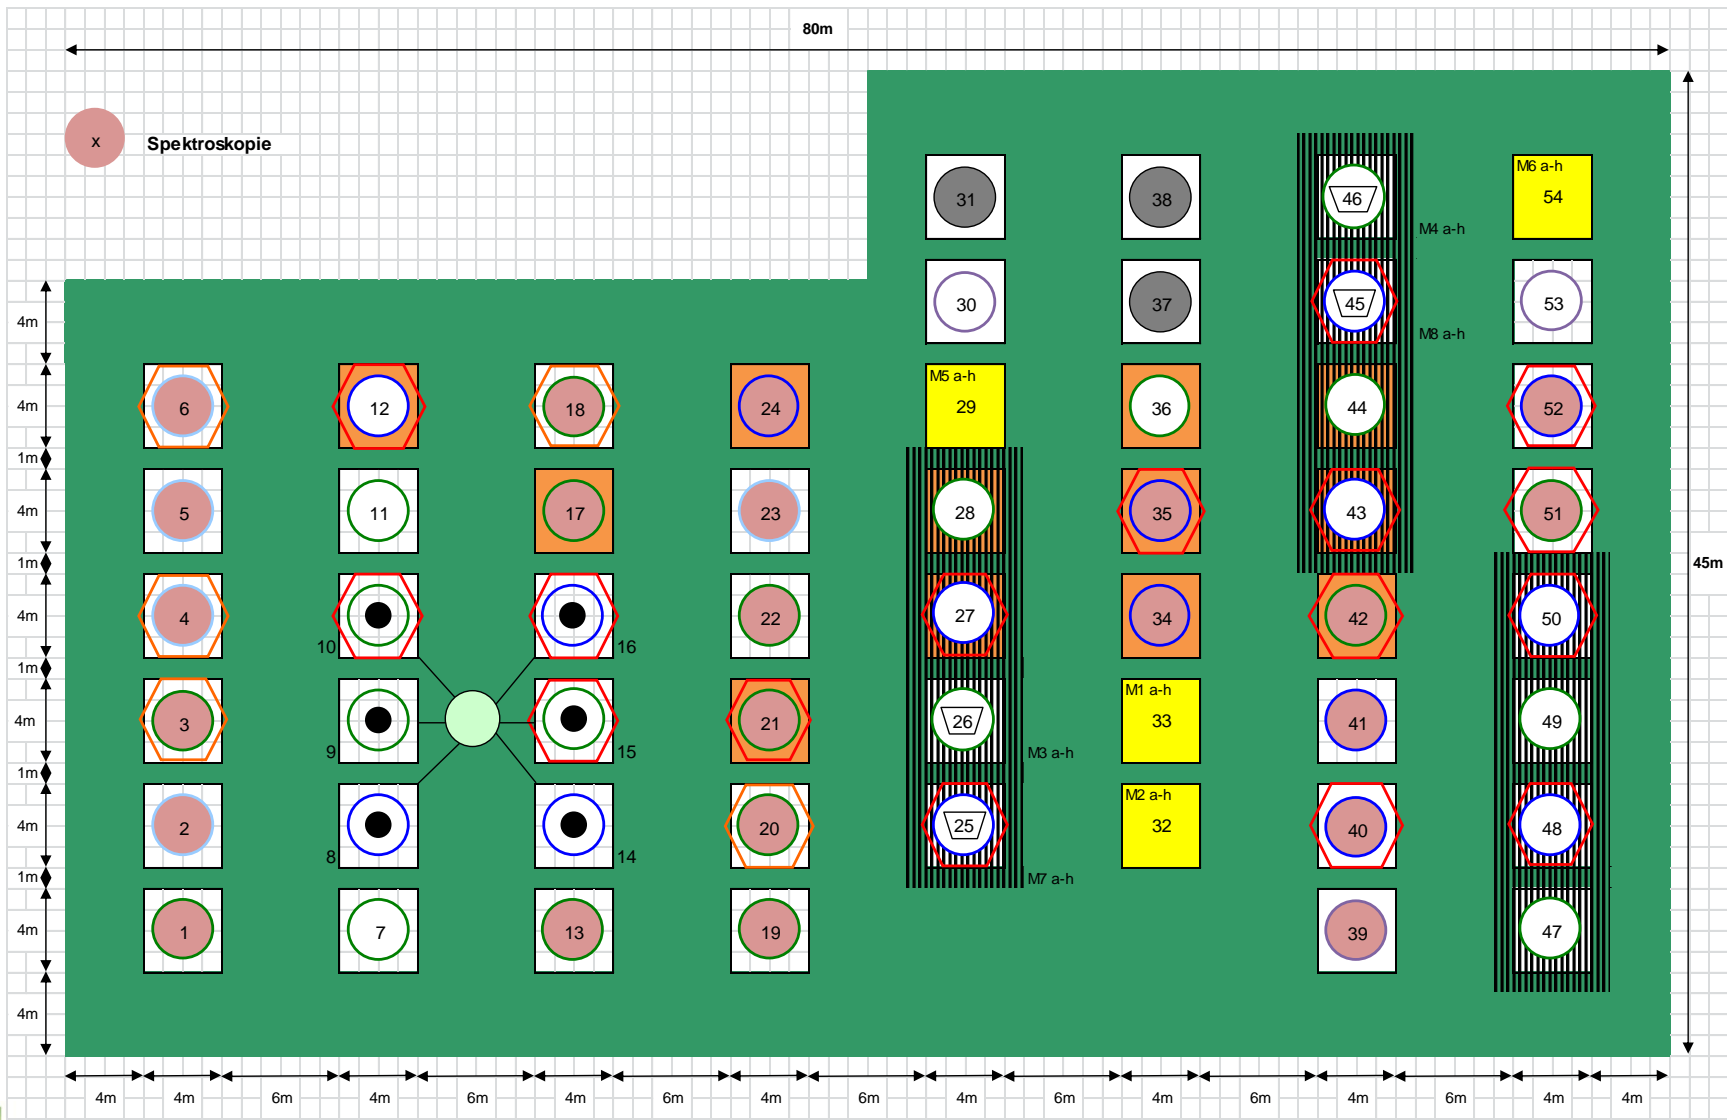 80m
x
Spektroskopie
31
38
46
M6 a-h
54
M4 a-h
30
37
45
53
M8 a-h
4m
6
12
18
24
M5 a-h
29
36
44
52
4m
1m
5
11
17
23
28
35
43
51
4m
1m
45m
4
10
16
22
27
34
42
50
4m
1m
3
9
15
21
26
M3 a-h
M1 a-h
33
41
49
4m
1m
2
8
14
20
25
M7 a-h
M2 a-h
32
40
48
4m
1m
1
7
13
19
39
47
4m
4m
4m 4m 6m 4m 6m 4m 6m 4m 6m 4m 6m 4m 6m 4m 6m 4m 4m